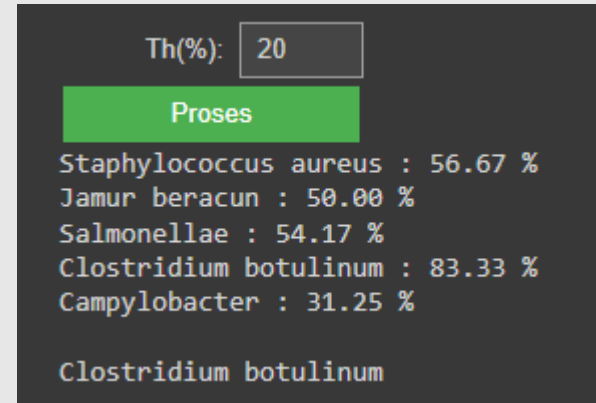 Th(%): 20
Proses
Staphylococcus aureus : 56.67 %
Jamur beracun : 50.00 %
Salmonellae : 54.17 %
Clostridium botulinum : 83.33 %
Campylobacter : 31.25 %
Clostridium botulinum